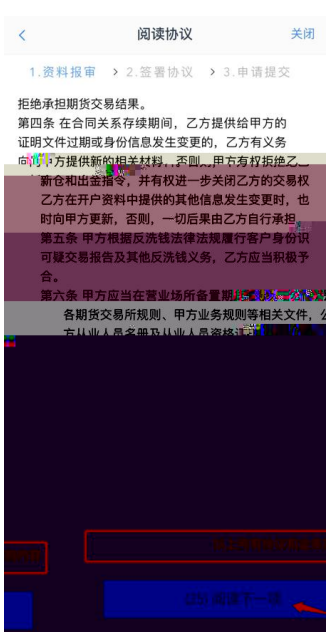 阅读协议 关闭
1.资料报审 > 2.签署协议 > 3.申请提交
拒绝承担期货交易结果。
第四条 在合同关系存续期间，乙方提供给甲方的
证明文件过期或身份信息发生变更的，乙方有义务
向甲方提供新的相关材料，否则，甲方有权拒绝乙
新仓和出金指令，并有权进一步关闭乙方的交易权
乙方在开户资料中提供的其他信息发生变更时，也
时向甲方更新，否则，一切后果由乙方自行承担
第五条 甲方根据反洗钱法律法规履行客户身份识
可疑交易报告及其他反洗钱义务，乙方应当积极予
合。
第六条 甲方应当在营业场所备置期
各期货交易所规则、甲方业务规则等相关文件，公
方从业人员名册及从业人员资格
阅读下一